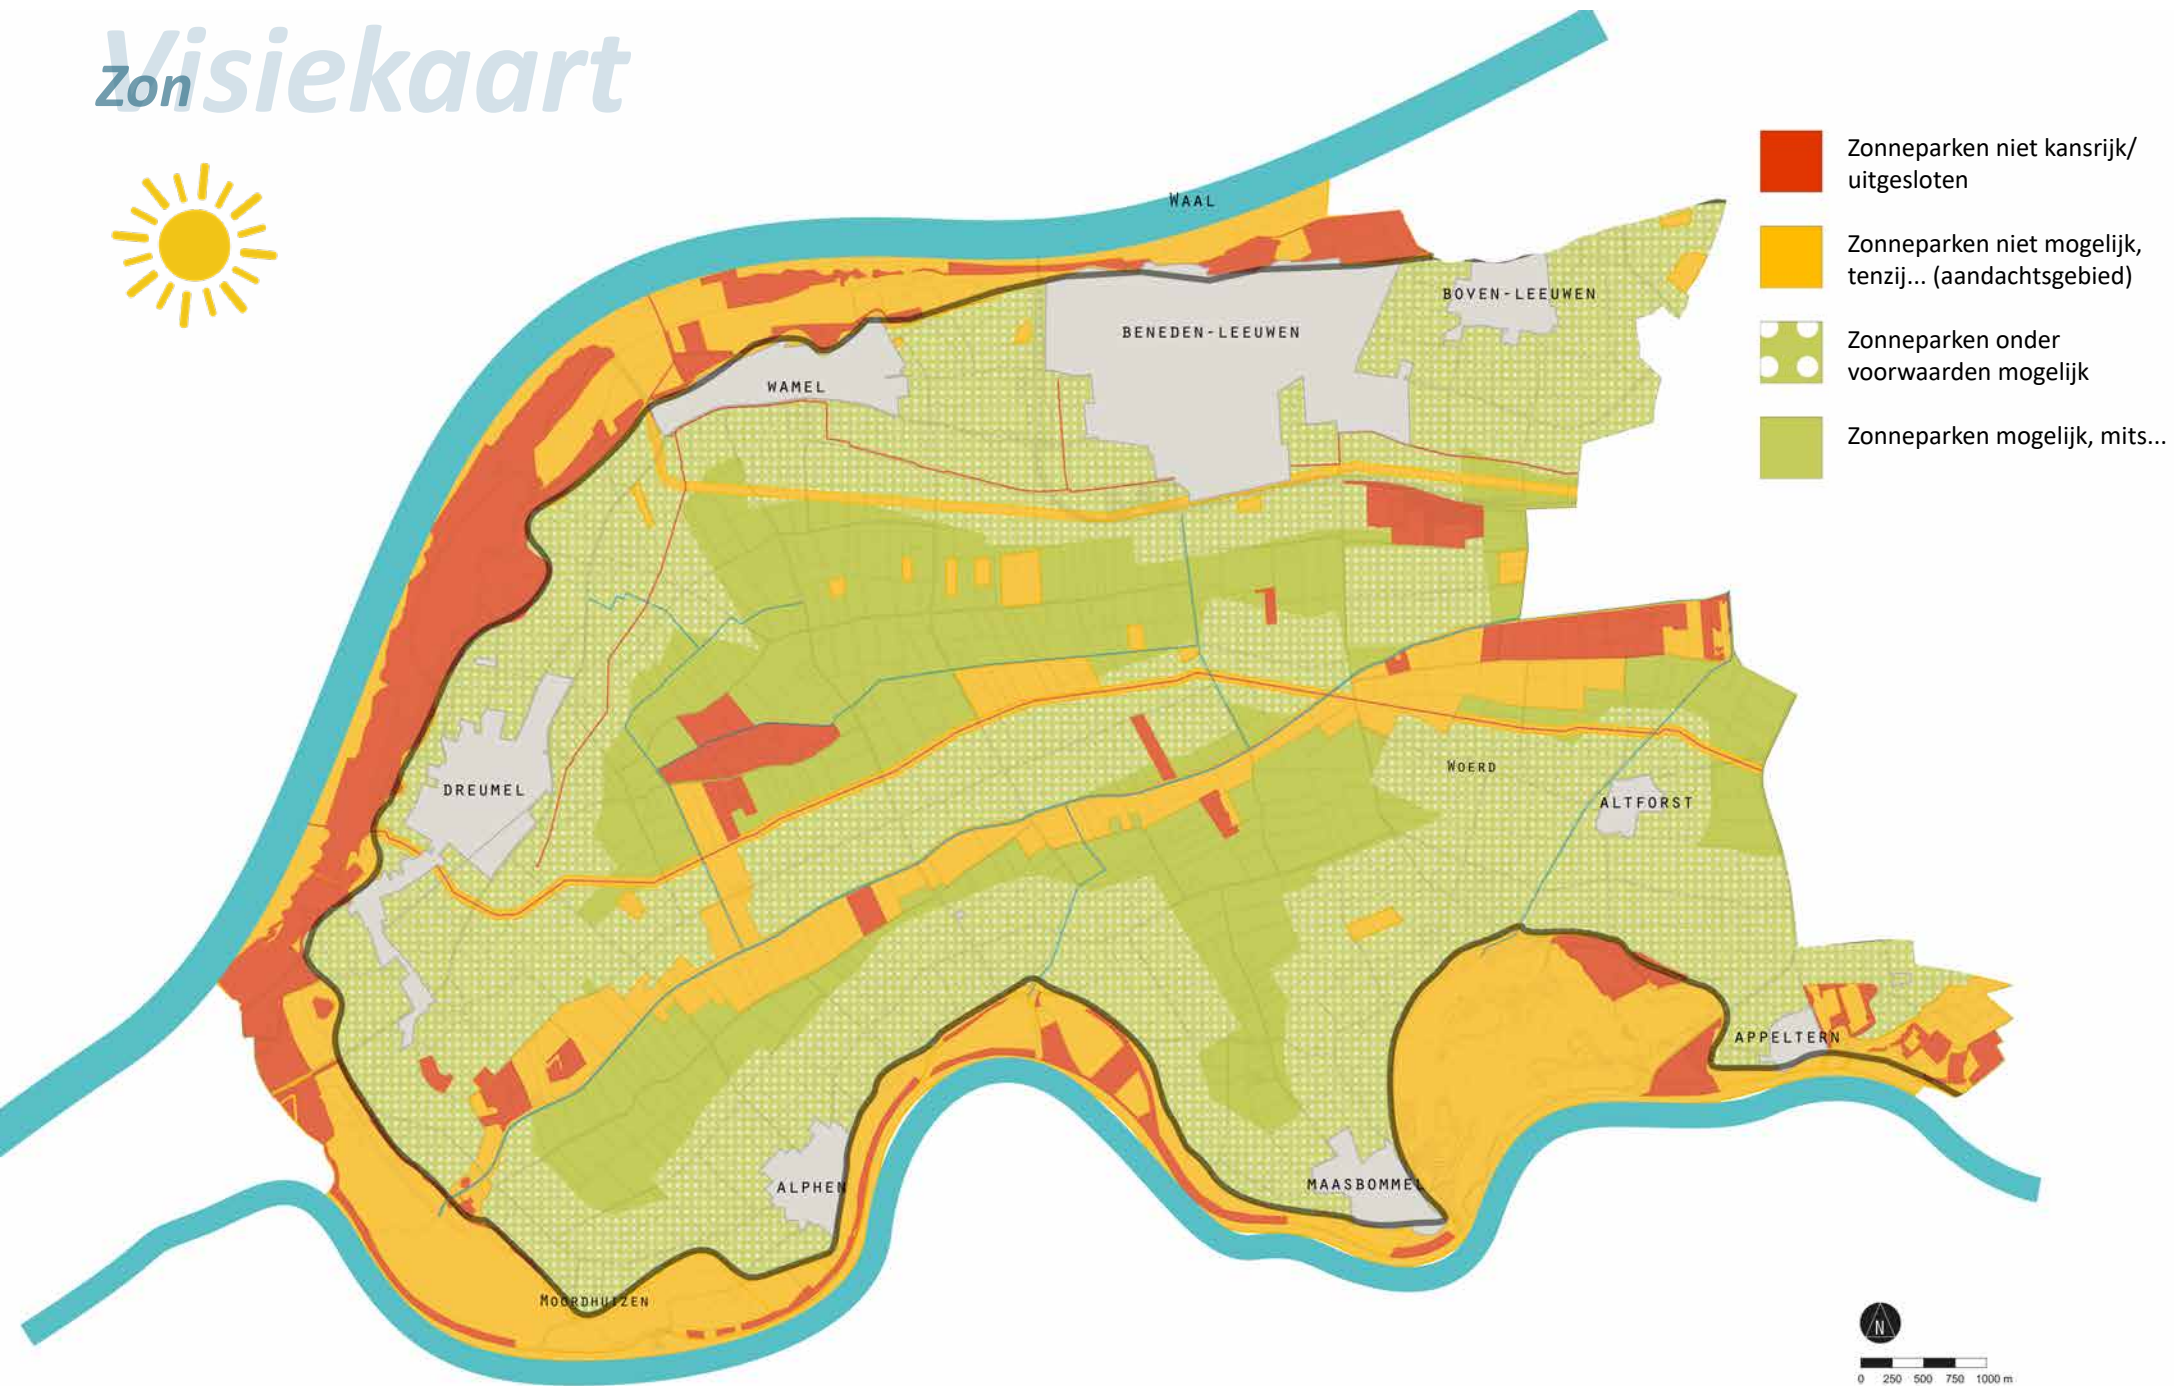 Visiekaart
Zon
Zonneparken niet kansrijk/
uitgesloten
Zonneparken niet mogelijk,
tenzij... (aandachtsgebied)
Zonneparken onder
voorwaarden mogelijk
Zonneparken mogelijk, mits...
WAAL
BOVEN-LEEUWEN
BENEDEN-LEEUWEN
WAMEL
WOERD
DREUMEL
ALTFORST
APPELTERN
MAASBOMMEL
ALPHEN
MOORDHUIZEN
N
0 250 500 750 1000 m